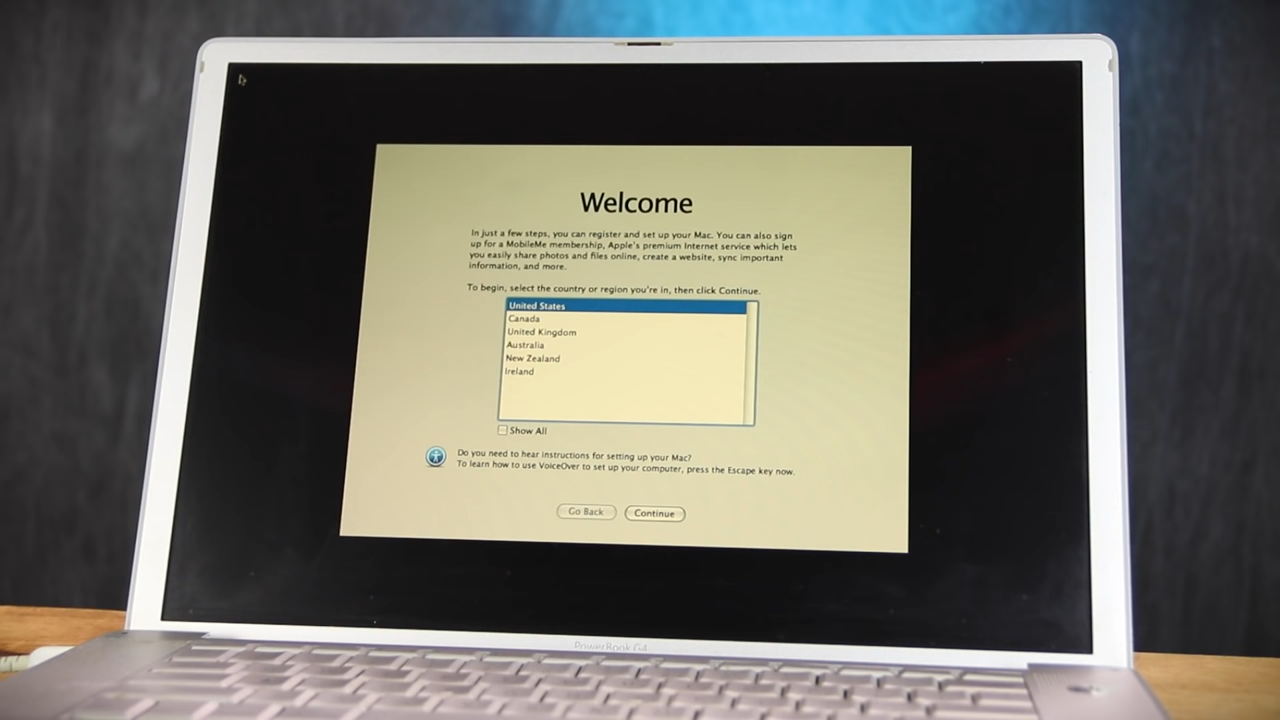 Welcome
In just a few steps, you can register and set up your Mac. You can also sign
up for a MobileMe membership, Apple's premium Internet service which lets
you easily share photos and files online, create a website, sync important
information, and more.
To begin, select the country or region you're in, then click Continue.
United States
Canada
United Kingdom
Australia
New Zealand
Ireland
Show All
Do you need to hear instructions for setting up your Mac?
To learn how to use VoiceOver to set up your computer, press the Escape key now.
Go Back Continue
PowerBook G4